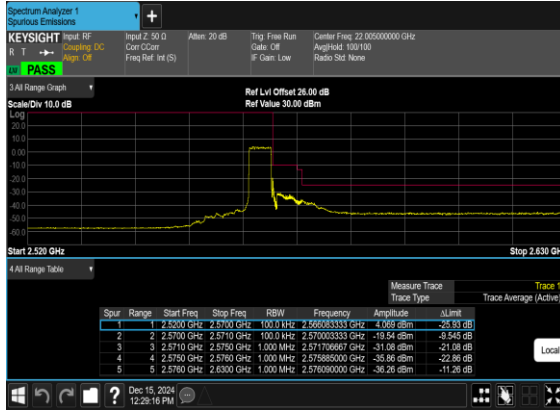 Spectrum Analyzer 1
Spurious Emissions
KEYSIGHT Input: RF Input Z: 50 Ω Atten: 20 dB Trig: Free Run Center Freq: 22.005000000 GHz
R T Coupling: DC Corr CCorr Gate: Off Avg|Hold: 100/100
Align: Off Freq Ref: Int (S) IF Gain: Low Radio Std: None
PASS
3 All Range Graph
Ref Lvl Offset 26.00 dB
Scale/Div 10.0 dB Ref Value 30.00 dBm
Log
20.0
10.0
0.00
-10.0
-20.0
-30.0
-40.0
-50.0
-60.0
Start 2.520 GHz Stop 2.630 GHz
4 All Range Table
Measure Trace Trace 1
Trace Type Trace Average (Active)
Spur Range Start Freq Stop Freq RBW Frequency Amplitude ΔLimit
1 1 2.5200 GHz 2.5700 GHz 100.0 kHz 2.566083333 GHz 4.069 dBm -25.93 dB
2 2 2.5700 GHz 2.5710 GHz 100.0 kHz 2.570003333 GHz -19.54 dBm -9.545 dB
3 3 2.5710 GHz 2.5750 GHz 1.000 MHz 2.571706667 GHz -31.08 dBm -21.08 dB
4 4 2.5750 GHz 2.5760 GHz 1.000 MHz 2.575885000 GHz -35.86 dBm -22.86 dB
5 5 2.5760 GHz 2.6300 GHz 1.000 MHz 2.576090000 GHz -36.26 dBm -11.26 dB
Local
Dec 15, 2024
12:29:16 PM